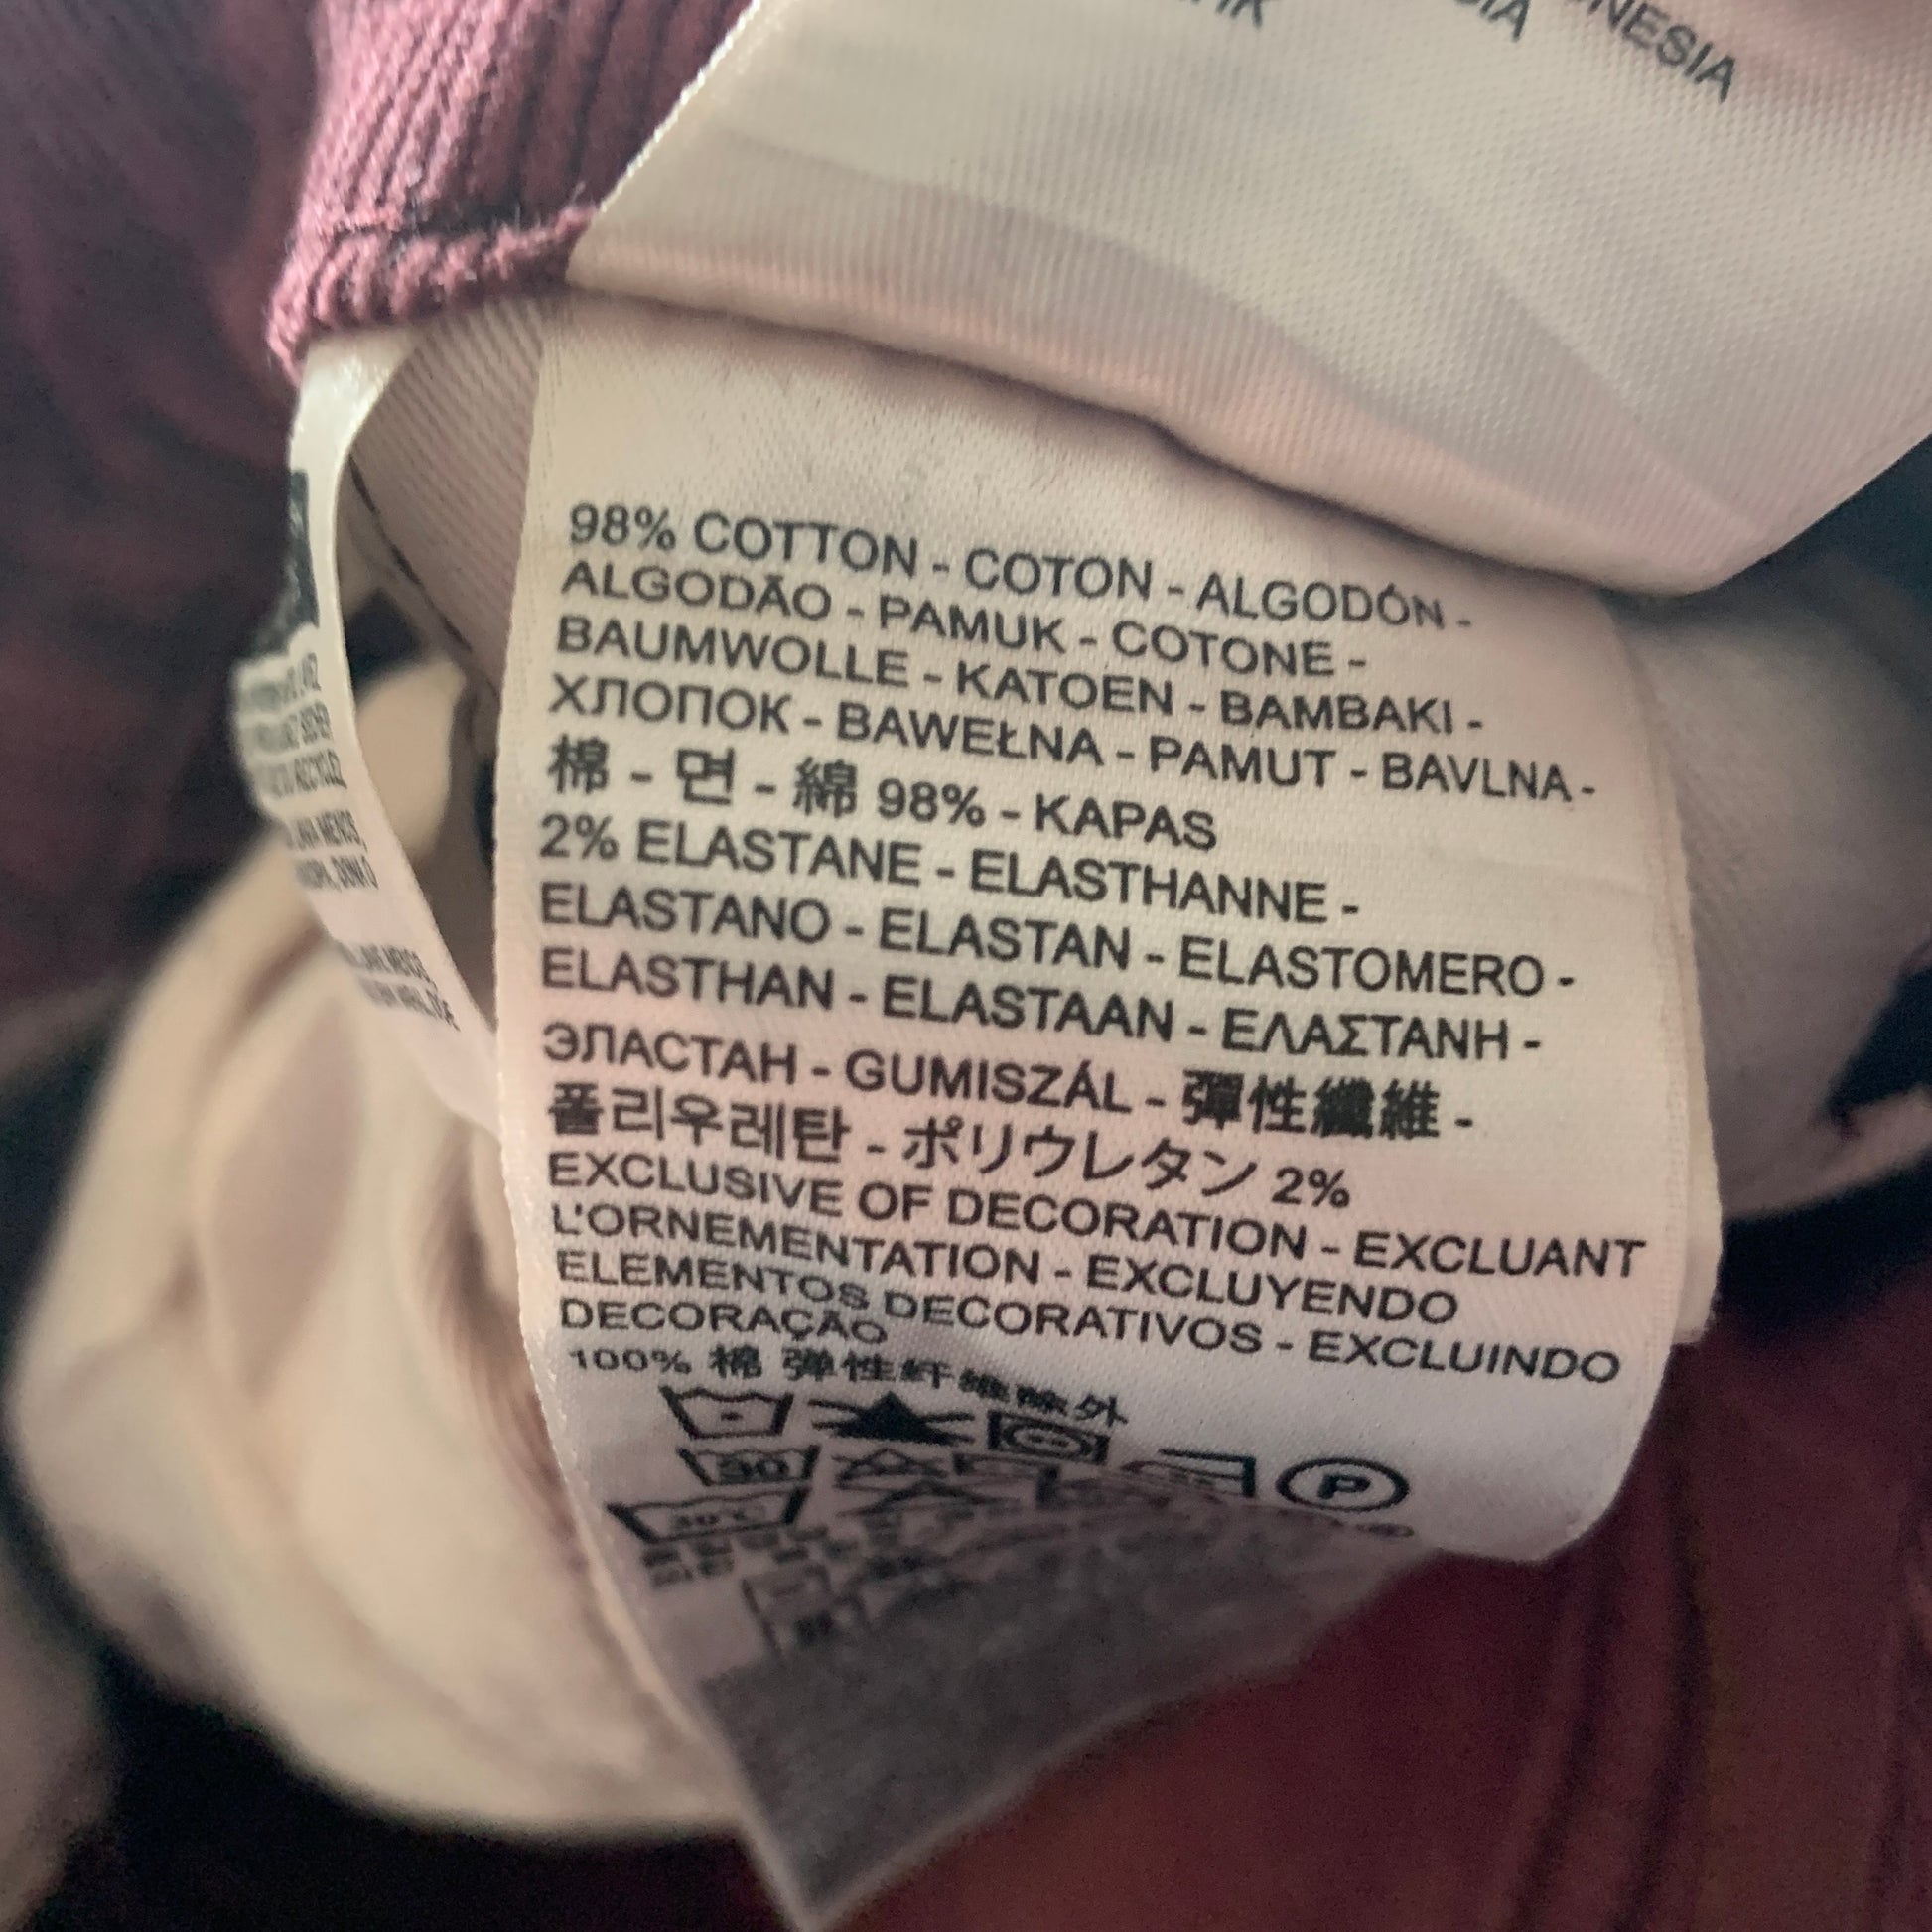 NESIA
98% COTTON - COTON - ALGODÓN -
ALGODÃO - PAMUK - COTONE -
BAUMWOLLE - KATOEN - BAMBAKI -
ХЛОПОК - BAWEŁNA - PAMUT - BAVLNA -
棉 - 면 - 綿 98% - KAPAS
2% ELASTANE - ELASTHANNE -
ELASTANO - ELASTAN - ELASTOMERO -
ELASTHAN - ELASTAAN - ΕΛΑΣΤΑΝΗ -
ЭЛАСТАН - GUMISZÁL - 彈性纖維 -
폴리우레탄 - ポリウレタン 2%
EXCLUSIVE OF DECORATION - EXCLUANT
L'ORNEMENTATION - EXCLUYENDO
ELEMENTOS DECORATIVOS - EXCLUINDO
DECORAÇÃO
100% 棉 弹性纤维除外
P
30
30°C